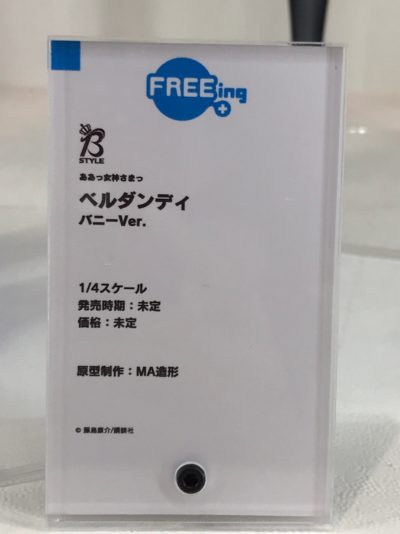 FREEing
B
STYLE
ああっ女神さまっ
ベルダンディ
バニーVer.
1/4スケール
発売時期：未定
価格：未定
原型制作：MA造形
© 藤島康介/講談社